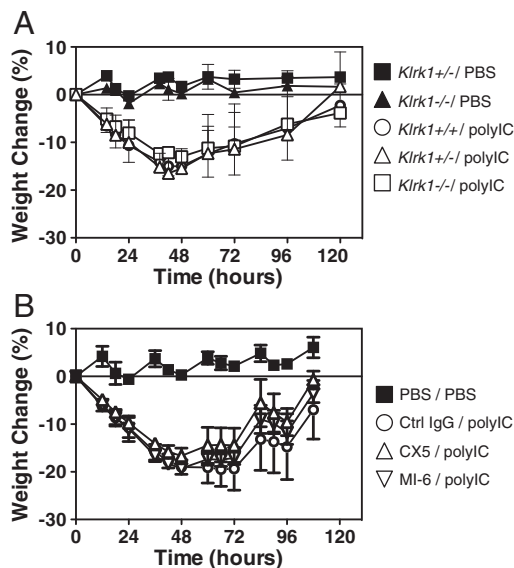 A
Weight Change (%)
10
0
-10
-20
-30
0 24 48 72 96 120
Time (hours)
Klrk1+/-/ PBS
Klrk1-/-/ PBS
Klrk1+/+/ polyIC
Klrk1+/-/ polyIC
Klrk1-/-/ polyIC
B
Weight Change (%)
10
0
-10
-20
-30
0 24 48 72 96 120
Time (hours)
PBS / PBS
Ctrl IgG / polyIC
CX5 / polyIC
MI-6 / polyIC